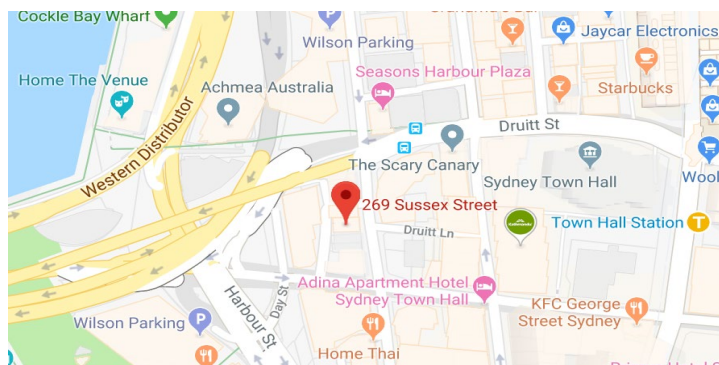 Cockle Bay Wharf
Wilson Parking
Jaycar Electronics
Home The Venue
Achmea Australia
Seasons Harbour Plaza
Starbucks
Western Distributor
Druitt St
The Scary Canary
Sydney Town Hall
Wool
269 Sussex Street
Druitt Ln
Town Hall Station
T
Adina Apartment Hotel
Sydney Town Hall
Harbour St
Day St
KFC George
Street Sydney
Wilson Parking
P
P
Home Thai